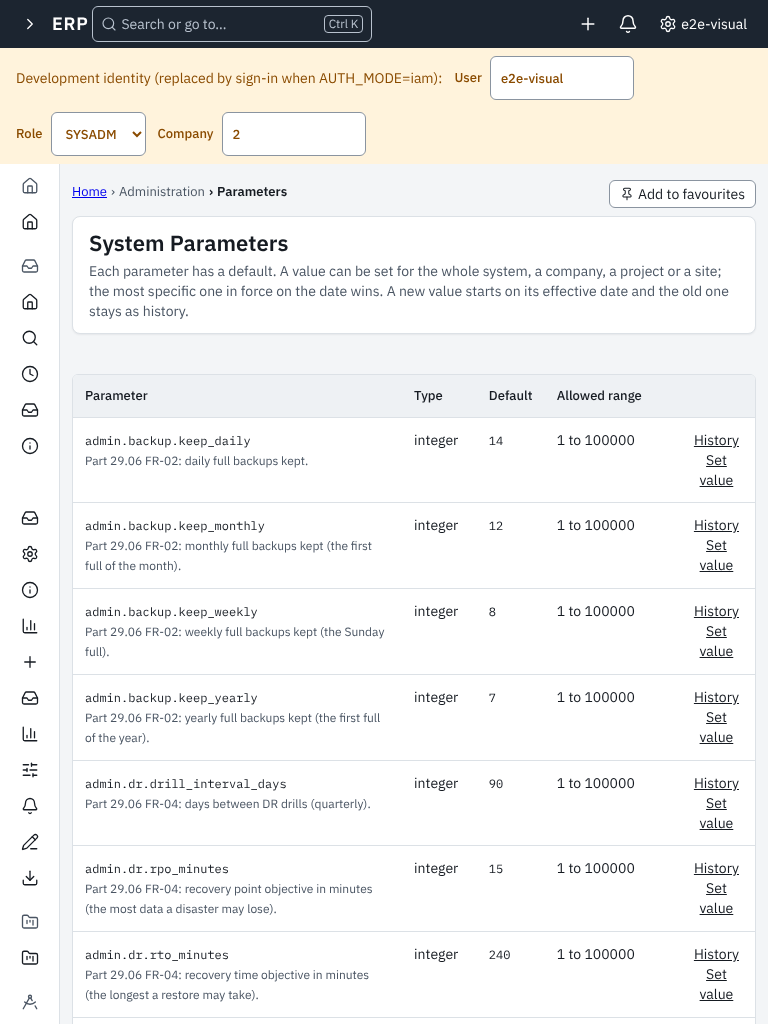 ERP Search or go to... Ctrl K e2e-visual
Development identity (replaced by sign-in when AUTH_MODE=iam): User e2e-visual
Role SYSADM Company 2
Home › Administration › Parameters Add to favourites
System Parameters
Each parameter has a default. A value can be set for the whole system, a company, a project or a site;
the most specific one in force on the date wins. A new value starts on its effective date and the old one
stays as history.
Parameter Type Default Allowed range
admin.backup.keep_daily integer 14 1 to 100000 History
Part 29.06 FR-02: daily full backups kept. Set
value
admin.backup.keep_monthly integer 12 1 to 100000 History
Part 29.06 FR-02: monthly full backups kept (the first Set
full of the month). value
admin.backup.keep_weekly integer 8 1 to 100000 History
Part 29.06 FR-02: weekly full backups kept (the Sunday Set
full). value
admin.backup.keep_yearly integer 7 1 to 100000 History
Part 29.06 FR-02: yearly full backups kept (the first full Set
of the year). value
admin.dr.drill_interval_days integer 90 1 to 100000 History
Part 29.06 FR-04: days between DR drills (quarterly). Set
value
admin.dr.rpo_minutes integer 15 1 to 100000 History
Part 29.06 FR-04: recovery point objective in minutes Set
(the most data a disaster may lose). value
admin.dr.rto_minutes integer 240 1 to 100000 History
Part 29.06 FR-04: recovery time objective in minutes Set
(the longest a restore may take). value